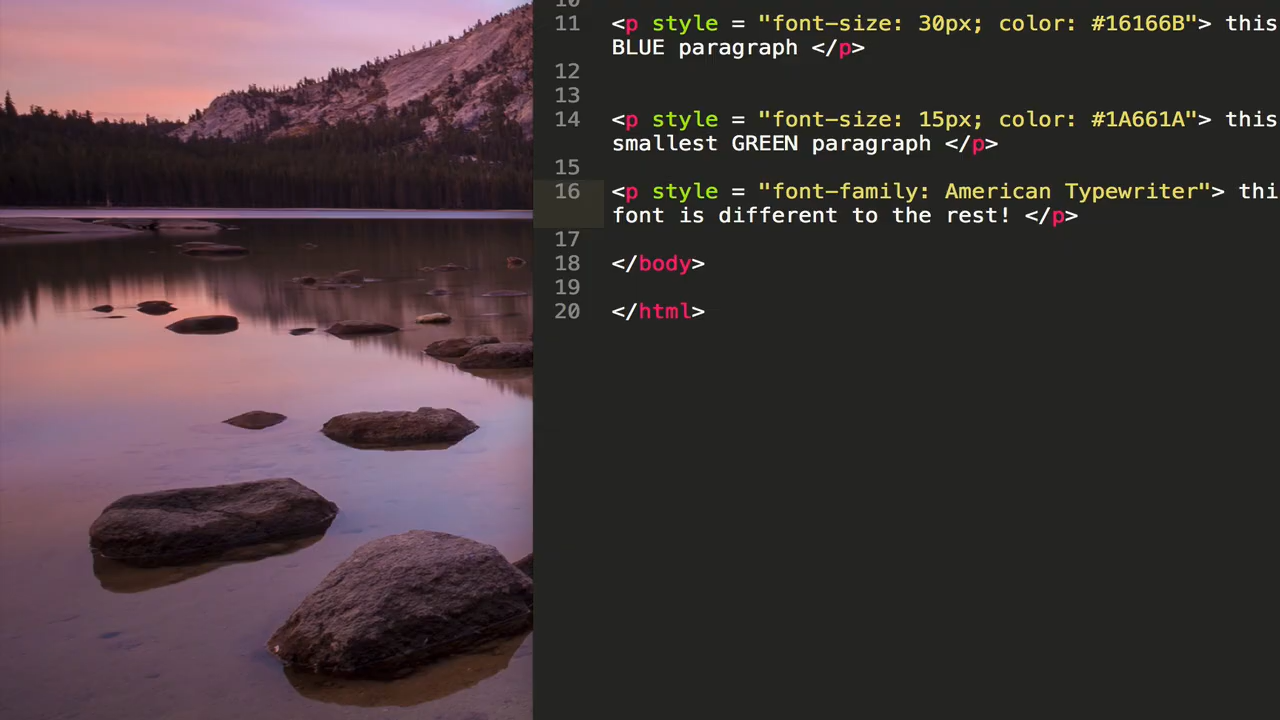 11 <p style = "font-size: 30px; color: #16166B"> this
BLUE paragraph </p>
12
13
14 <p style = "font-size: 15px; color: #1A661A"> this
smallest GREEN paragraph </p>
15
16 <p style = "font-family: American Typewriter"> thi
font is different to the rest! </p>
17
18 </body>
19
20 </html>